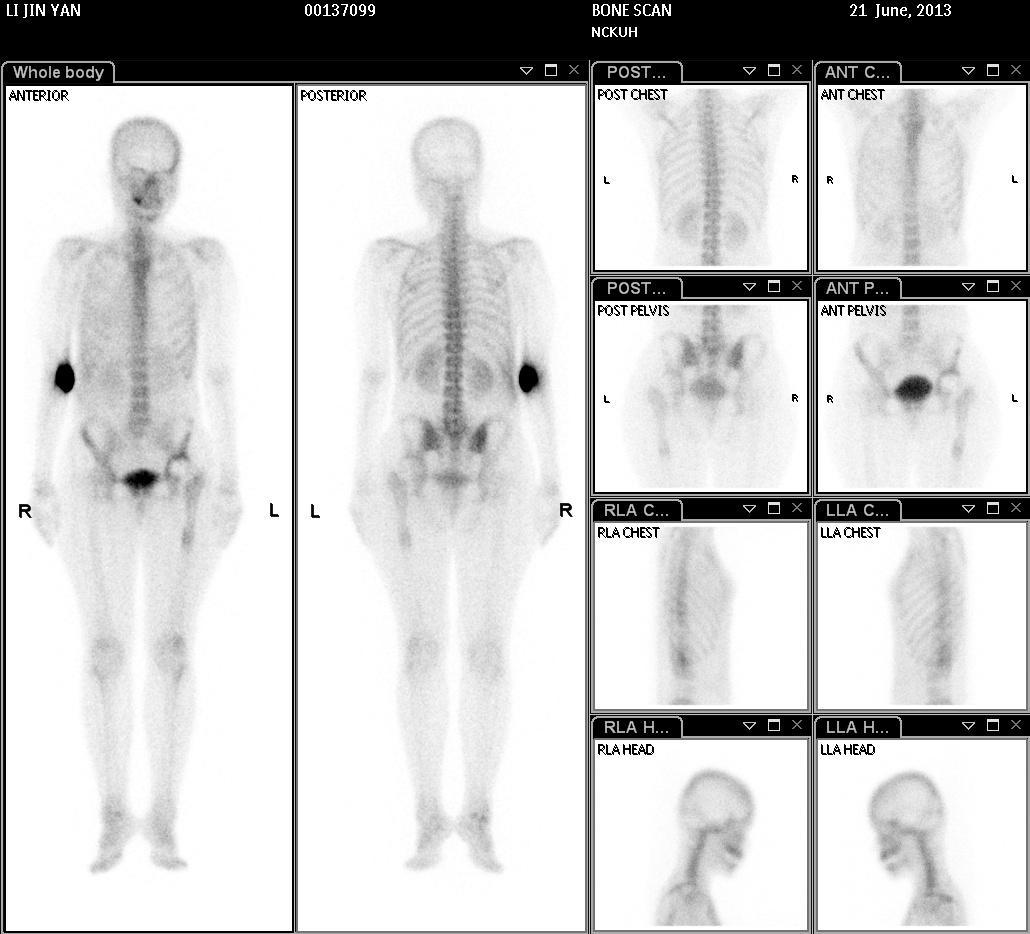 LI JIN YAN 00137099 BONE SCAN 21 June, 2013
NCKUH
Whole body
ANTERIOR
POSTERIOR
R L L R
POST...
POST CHEST
L R
ANT C...
ANT CHEST
R L
POST...
POST PELVIS
L R
ANT P...
ANT PELVIS
R L
RLA C...
RLA CHEST
LLA C...
LLA CHEST
RLA H...
RLA HEAD
LLA H...
LLA HEAD